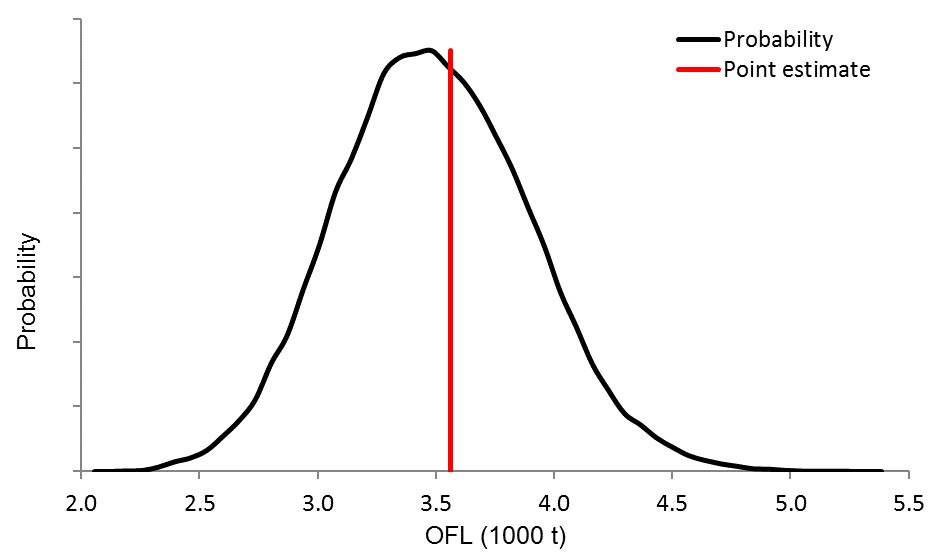 Probability
Point estimate
Probability
2.0 2.5 3.0 3.5 4.0 4.5 5.0 5.5
OFL (1000 t)